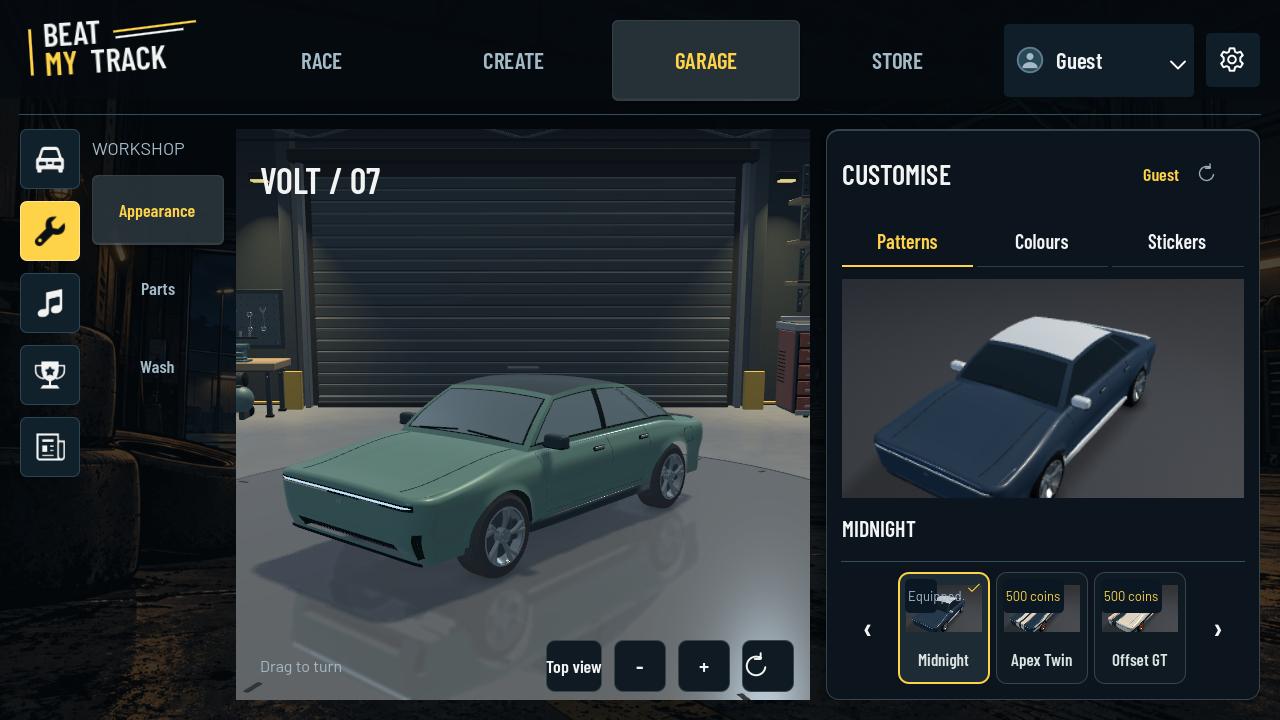 BEAT
MY TRACK
RACE
CREATE
GARAGE
STORE
Guest
WORKSHOP
Appearance
Parts
Wash
VOLT / 07
Drag to turn
Top view
-
+
CUSTOMISE
Guest
Patterns
Colours
Stickers
MIDNIGHT
Equipped.
500 coins
500 coins
‹
›
Midnight
Apex Twin
Offset GT